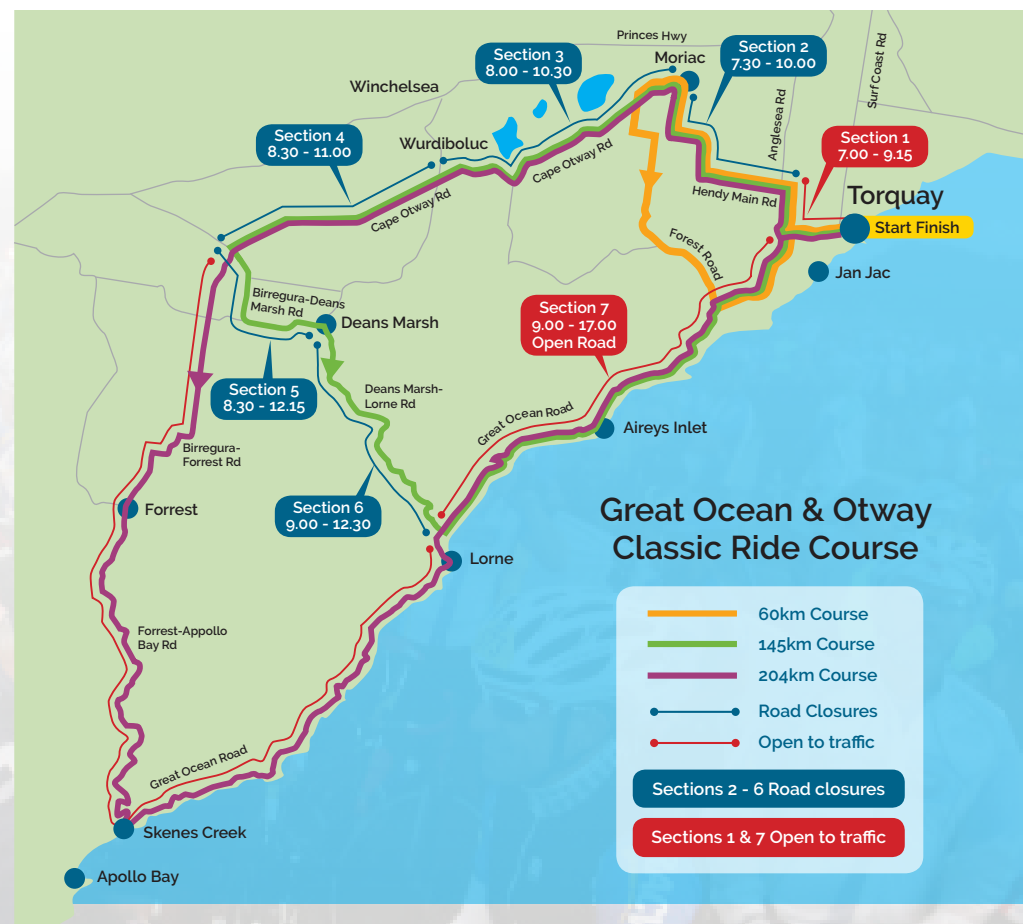 Princes Hwy
Moriac
Section 2
7.30 - 10.00
Section 3
8.00 - 10.30
Surf Coast Rd
Winchelsea
Anglesea Rd
Section 4
8.30 - 11.00
Wurdiboluc
Section 1
7.00 - 9.15
Cape Otway Rd
Cape Otway Rd
Hendy Main Rd
Torquay
Start Finish
Forest Road
Jan Jac
Birregura-Deans
Marsh Rd
Deans Marsh
Section 7
9.00 - 17.00
Open Road
Section 5
8.30 - 12.15
Deans Marsh-
Lorne Rd
Great Ocean Road
Aireys Inlet
Birregura-
Forrest Rd
Section 6
9.00 - 12.30
Forrest
Lorne
Forrest-Appollo
Bay Rd
Great Ocean Road
Skenes Creek
Apollo Bay
Great Ocean & Otway
Classic Ride Course
60km Course
145km Course
204km Course
Road Closures
Open to traffic
Sections 2 - 6 Road closures
Sections 1 & 7 Open to traffic